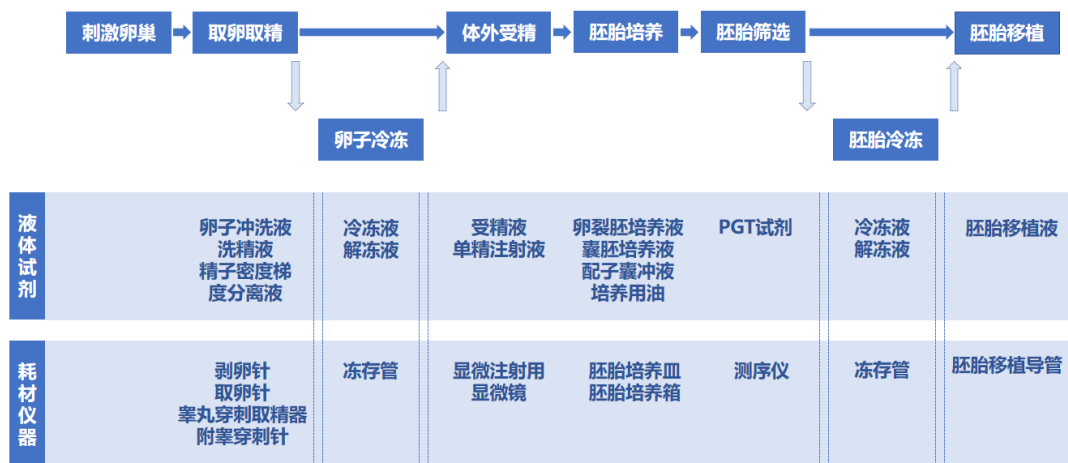 刺激卵巢
取卵取精
体外受精
胚胎培养
胚胎筛选
胚胎移植
卵子冷冻
胚胎冷冻
液体试剂
卵子冲洗液
洗精液
精子密度梯
度分离液
冷冻液
解冻液
受精液
单精注射液
卵裂胚培养液
囊胚培养液
配子囊冲液
培养用油
PGT试剂
冷冻液
解冻液
胚胎移植液
耗材仪器
剥卵针
取卵针
睾丸穿刺取精器
附睾穿刺针
冻存管
显微注射用
显微镜
胚胎培养皿
胚胎培养箱
测序仪
冻存管
胚胎移植导管